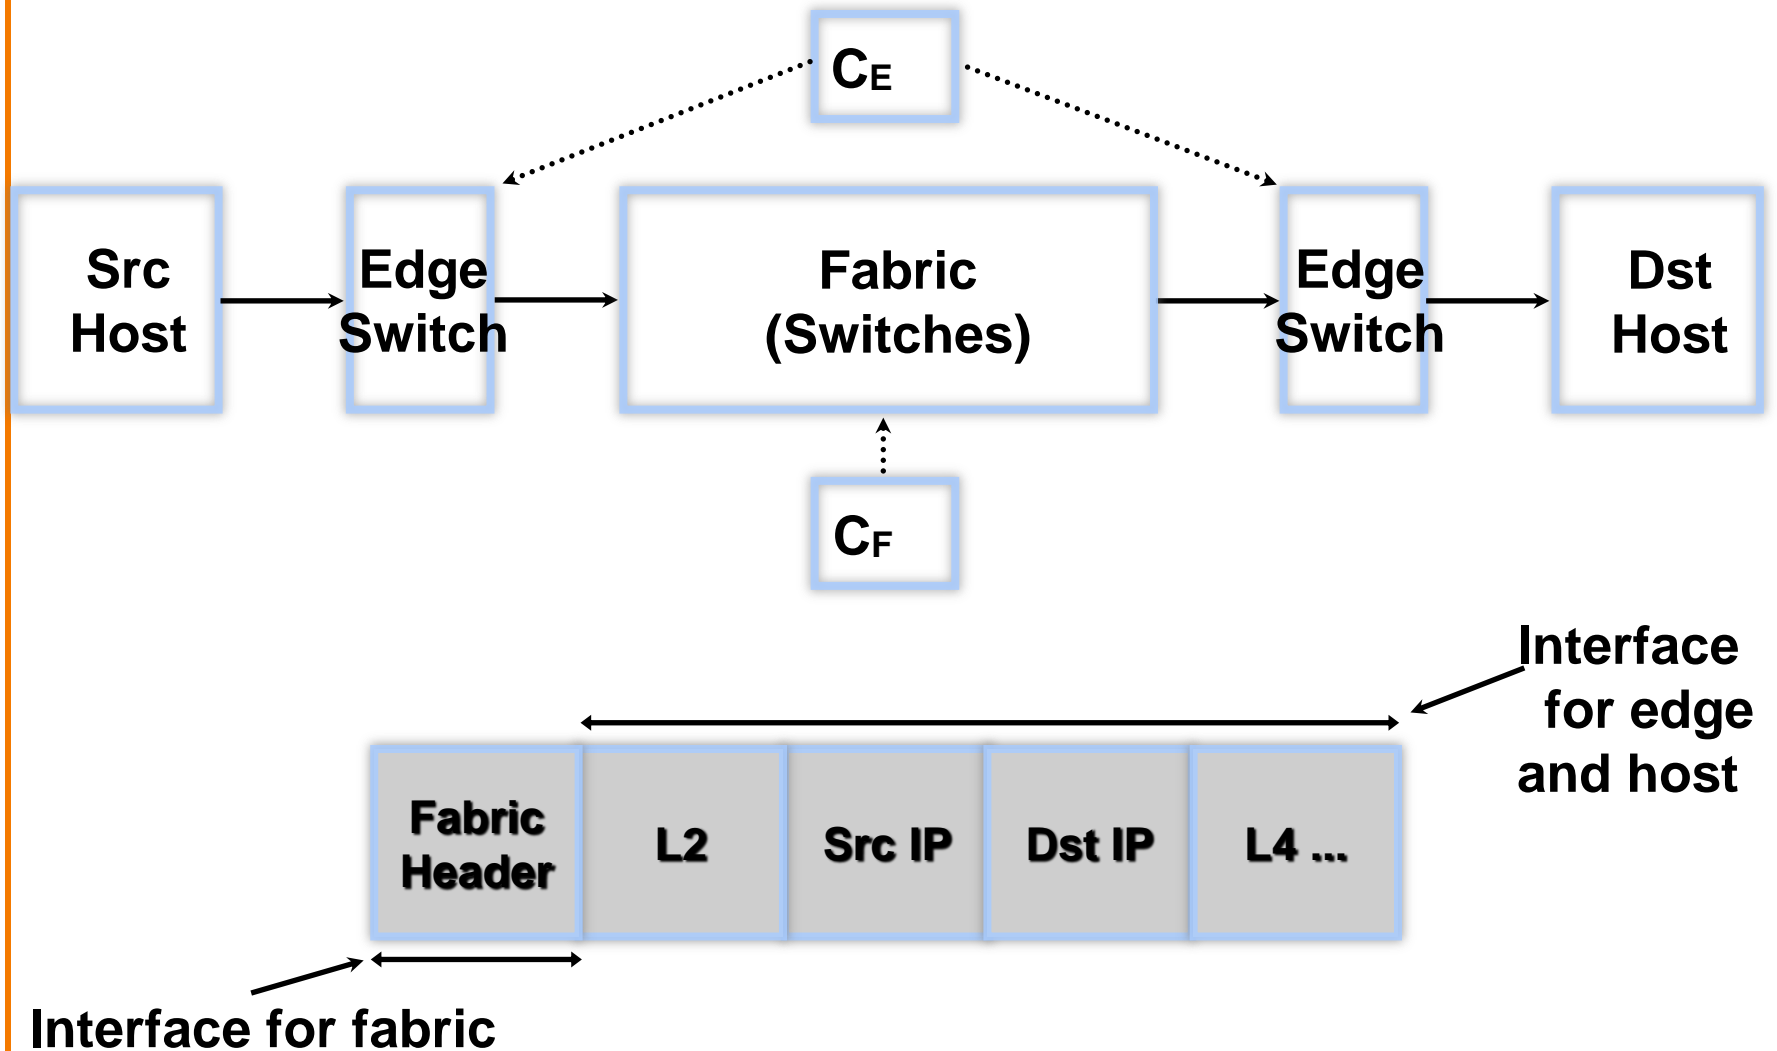 CE
Src
Host
Edge
Switch
Fabric
(Switches)
Edge
Switch
Dst
Host
CF
Interface
for edge
and host
Fabric
Header
L2
Src IP
Dst IP
L4 ...
Interface for fabric